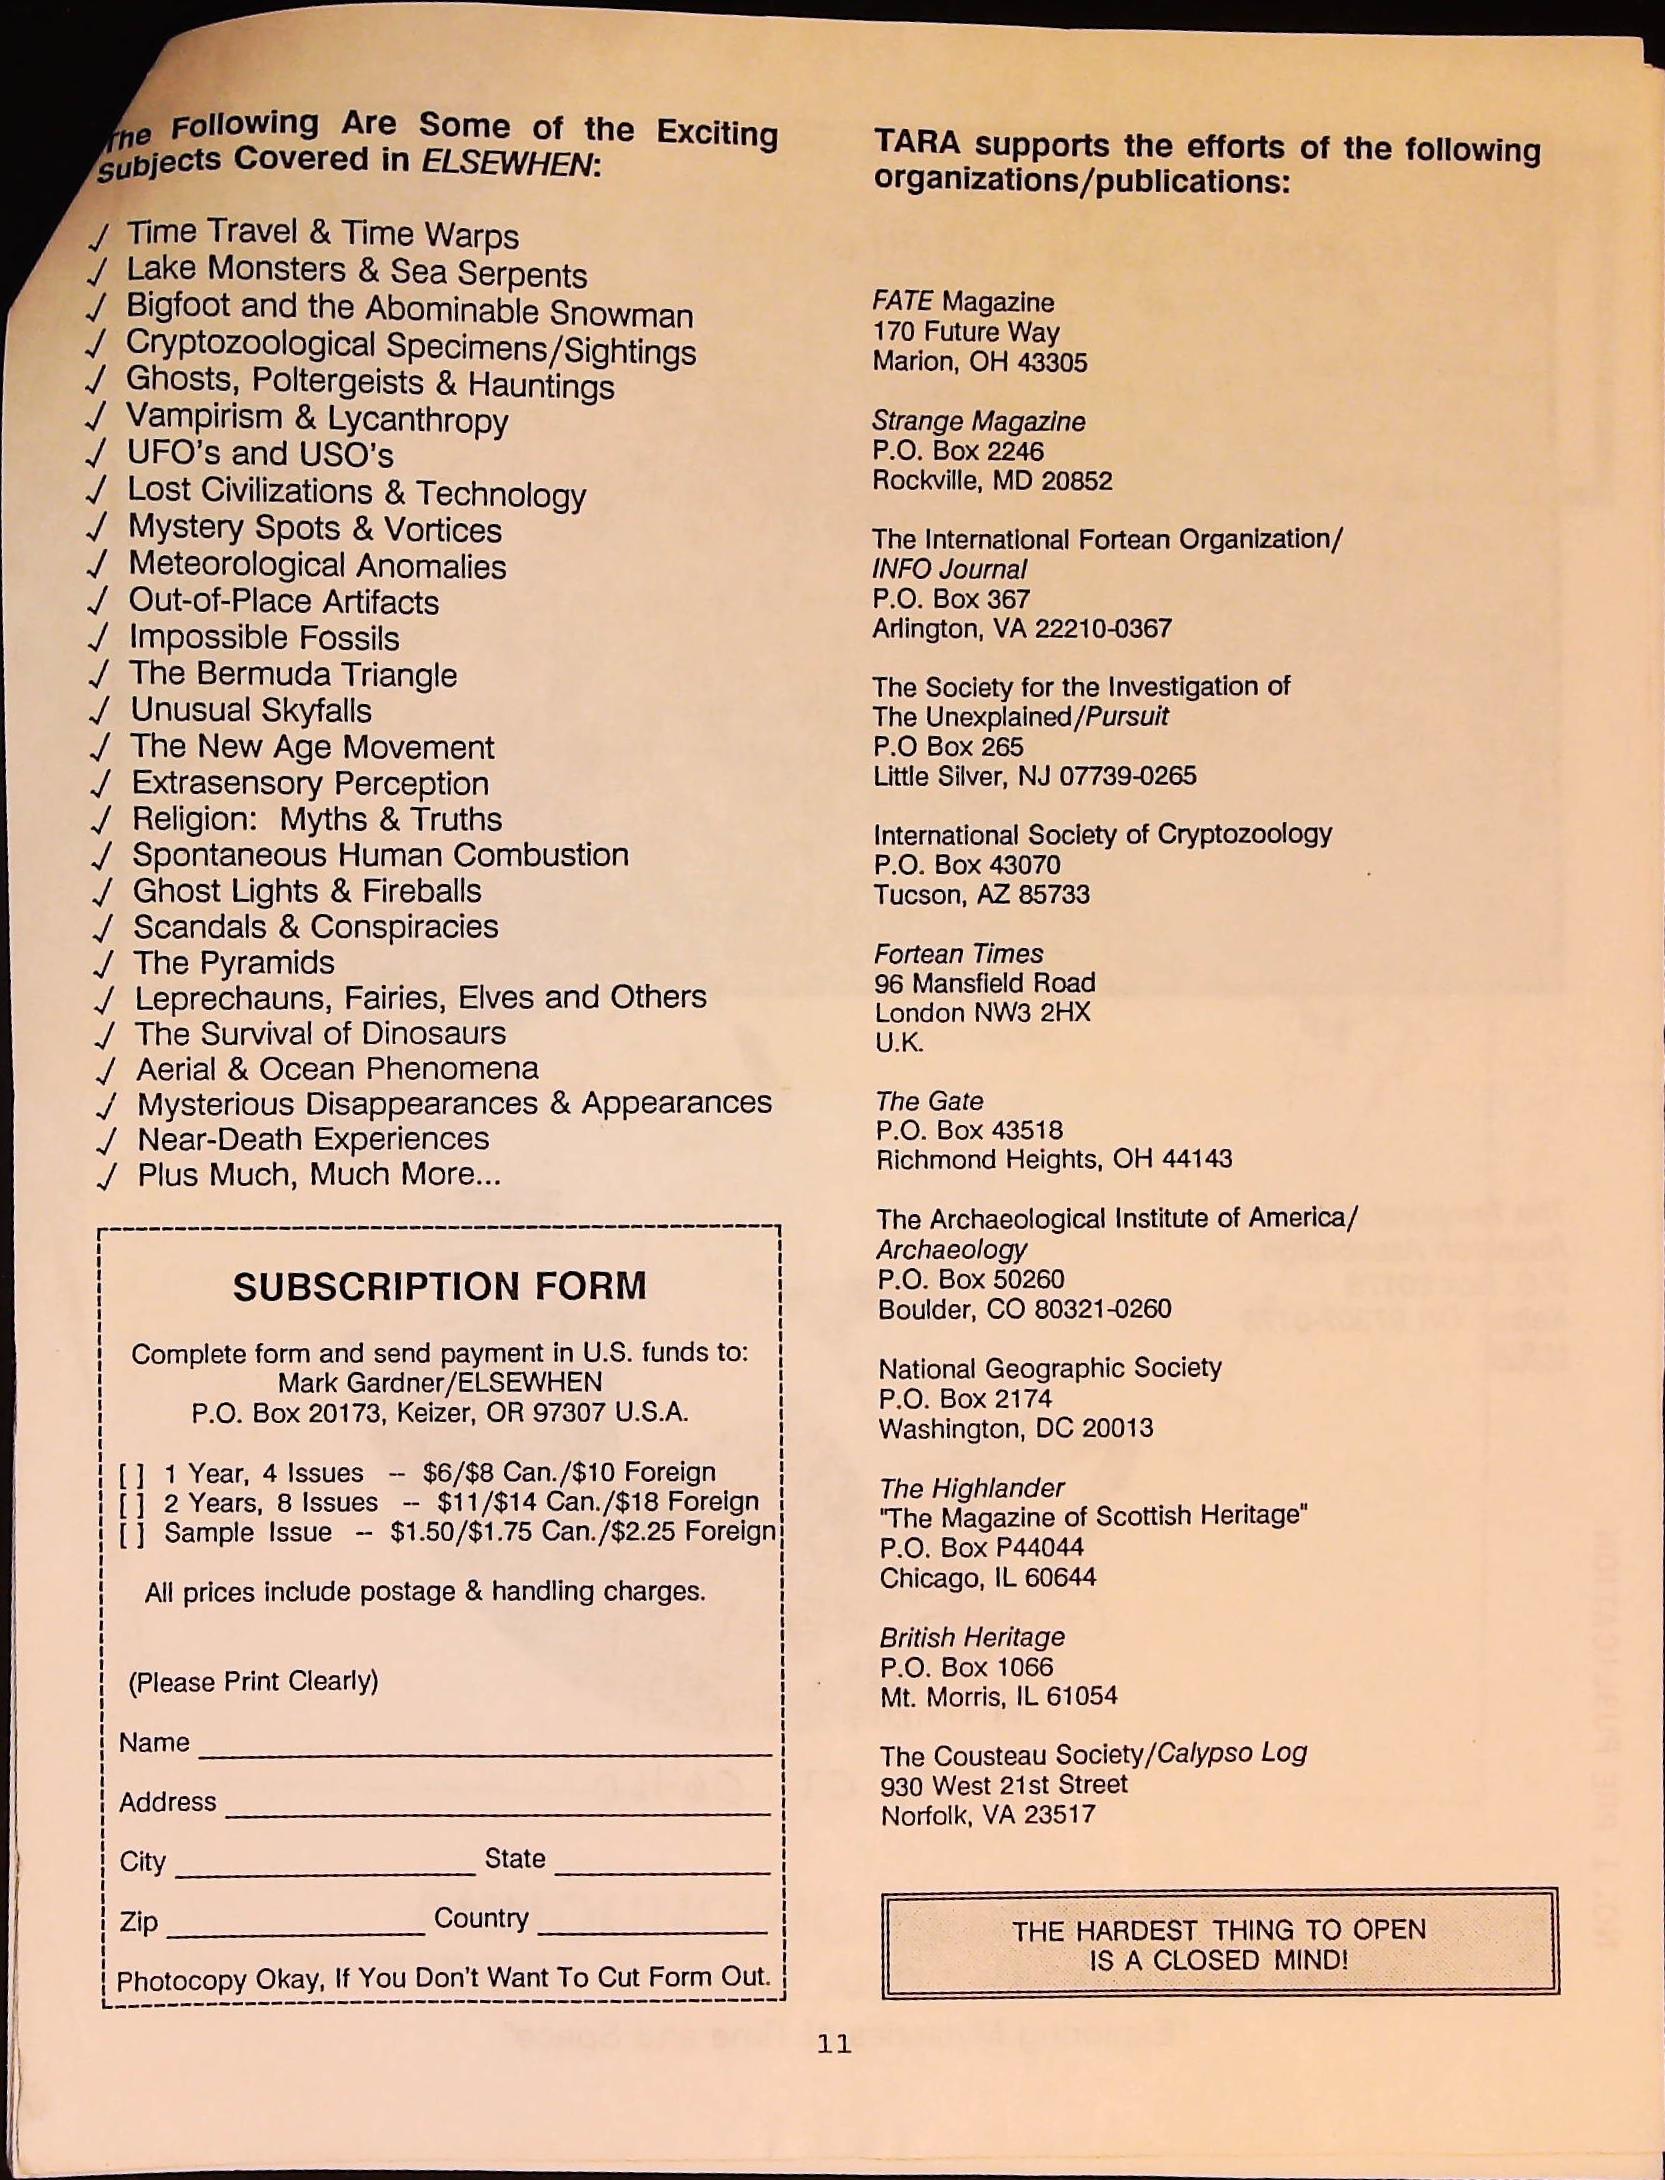 The Following Are Some of the Exciting
Subjects Covered in ELSEWHEN:
✓ Time Travel & Time Warps
✓ Lake Monsters & Sea Serpents
✓ Bigfoot and the Abominable Snowman
✓ Cryptozoological Specimens/Sightings
✓ Ghosts, Poltergeists & Hauntings
✓ Vampirism & Lycanthropy
✓ UFO's and USO's
✓ Lost Civilizations & Technology
✓ Mystery Spots & Vortices
✓ Meteorological Anomalies
✓ Out-of-Place Artifacts
✓ Impossible Fossils
✓ The Bermuda Triangle
✓ Unusual Skyfalls
✓ The New Age Movement
✓ Extrasensory Perception
✓ Religion: Myths & Truths
✓ Spontaneous Human Combustion
✓ Ghost Lights & Fireballs
✓ Scandals & Conspiracies
✓ The Pyramids
✓ Leprechauns, Fairies, Elves and Others
✓ The Survival of Dinosaurs
✓ Aerial & Ocean Phenomena
✓ Mysterious Disappearances & Appearances
✓ Near-Death Experiences
✓ Plus Much, Much More...
SUBSCRIPTION FORM
Complete form and send payment in U.S. funds to:
Mark Gardner/ELSEWHEN
P.O. Box 20173, Keizer, OR 97307 U.S.A.
[ ] 1 Year, 4 Issues -- $6/$8 Can./$10 Foreign
[ ] 2 Years, 8 Issues -- $11/$14 Can./$18 Foreign
[ ] Sample Issue -- $1.50/$1.75 Can./$2.25 Foreign
All prices include postage & handling charges.
(Please Print Clearly)
Name
Address
City State
Zip Country
Photocopy Okay, If You Don't Want To Cut Form Out.
TARA supports the efforts of the following
organizations/publications:
FATE Magazine
170 Future Way
Marion, OH 43305
Strange Magazine
P.O. Box 2246
Rockville, MD 20852
The International Fortean Organization/
INFO Journal
P.O. Box 367
Arlington, VA 22210-0367
The Society for the Investigation of
The Unexplained/Pursuit
P.O Box 265
Little Silver, NJ 07739-0265
International Society of Cryptozoology
P.O. Box 43070
Tucson, AZ 85733
Fortean Times
96 Mansfield Road
London NW3 2HX
U.K.
The Gate
P.O. Box 43518
Richmond Heights, OH 44143
The Archaeological Institute of America/
Archaeology
P.O. Box 50260
Boulder, CO 80321-0260
National Geographic Society
P.O. Box 2174
Washington, DC 20013
The Highlander
"The Magazine of Scottish Heritage"
P.O. Box P44044
Chicago, IL 60644
British Heritage
P.O. Box 1066
Mt. Morris, IL 61054
The Cousteau Society/Calypso Log
930 West 21st Street
Norfolk, VA 23517
THE HARDEST THING TO OPEN
IS A CLOSED MIND!
11